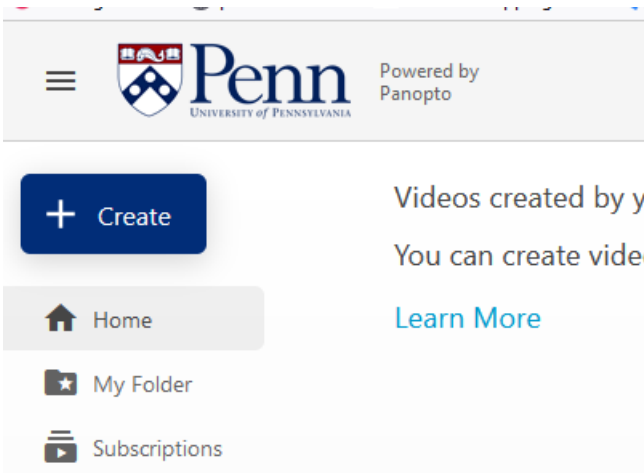 Penn
UNIVERSITY of PENNSYLVANIA
Powered by
Panopto
+ Create
Videos created by y
You can create vide
Learn More
Home
My Folder
Subscriptions